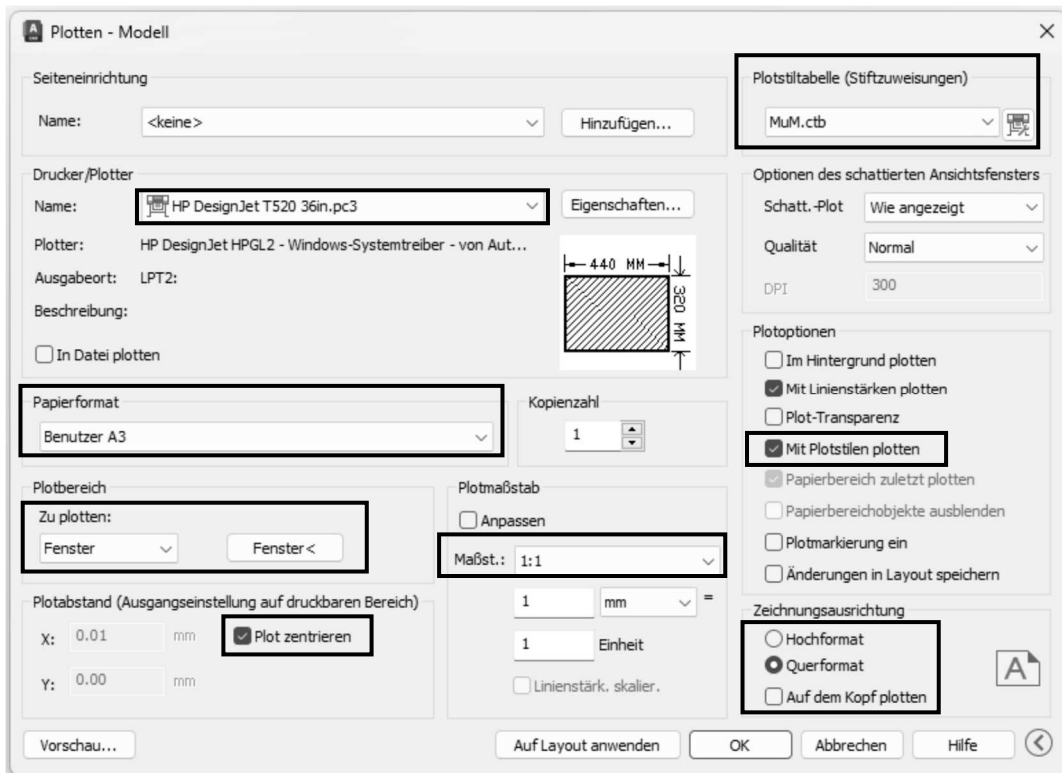 Plotten - Modell
Seiteneinrichtung
Name: <keine> Hinzufügen...
Plotstiltabelle (Stiftzuweisungen)
MuM.ctb
Drucker/Plotter
Name: HP DesignJet T520 36in.pc3 Eigenschaften...
Plotter: HP DesignJet HPGL2 - Windows-Systemtreiber - von Aut...
Ausgabeort: LPT2:
Beschreibung:
In Datei plotten
440 MM
320 MM
Optionen des schattierten Ansichtsfensters
Schatt.-Plot Wie angezeigt
Qualität Normal
DPI 300
Papierformat
Benutzer A3
Kopienzahl
1
Plotoptionen
Im Hintergrund plotten
Mit Linienstärken plotten
Plot-Transparenz
Mit Plotstilen plotten
Papierbereich zuletzt plotten
Papierbereichobjekte ausblenden
Plotmarkierung ein
Änderungen in Layout speichern
Plotbereich
Zu plotten:
Fenster Fenster<
Plotmaßstab
Anpassen
Maßst.: 1:1
1 mm =
1 Einheit
Linienstärk. skalier.
Plotabstand (Ausgangseinstellung auf druckbaren Bereich)
X: 0.01 mm Plot zentrieren
Y: 0.00 mm
Zeichnungsausrichtung
Hochformat
Querformat
Auf dem Kopf plotten
A
Vorschau... Auf Layout anwenden OK Abbrechen Hilfe